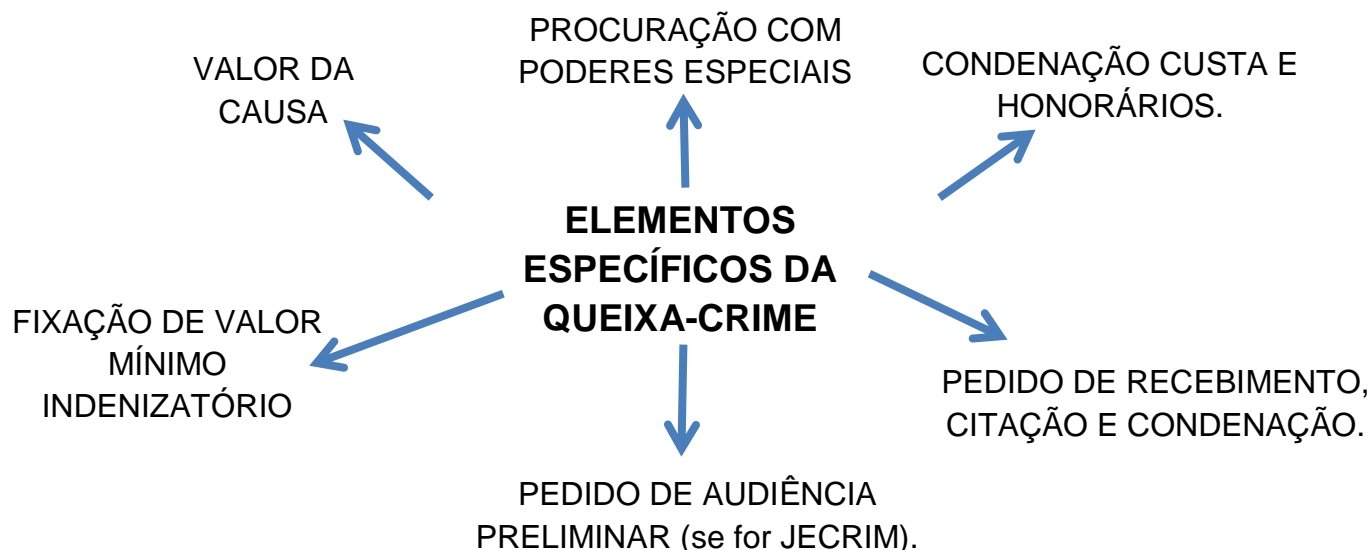 PROCURAÇÃO COM
PODERES ESPECIAIS
VALOR DA
CAUSA
CONDENAÇÃO CUSTA E
HONORÁRIOS.
ELEMENTOS
ESPECÍFICOS DA
QUEIXA-CRIME
FIXAÇÃO DE VALOR
MÍNIMO
INDENIZATÓRIO
PEDIDO DE RECEBIMENTO,
CITAÇÃO E CONDENAÇÃO.
PEDIDO DE AUDIÊNCIA
PRELIMINAR (se for JECRIM).